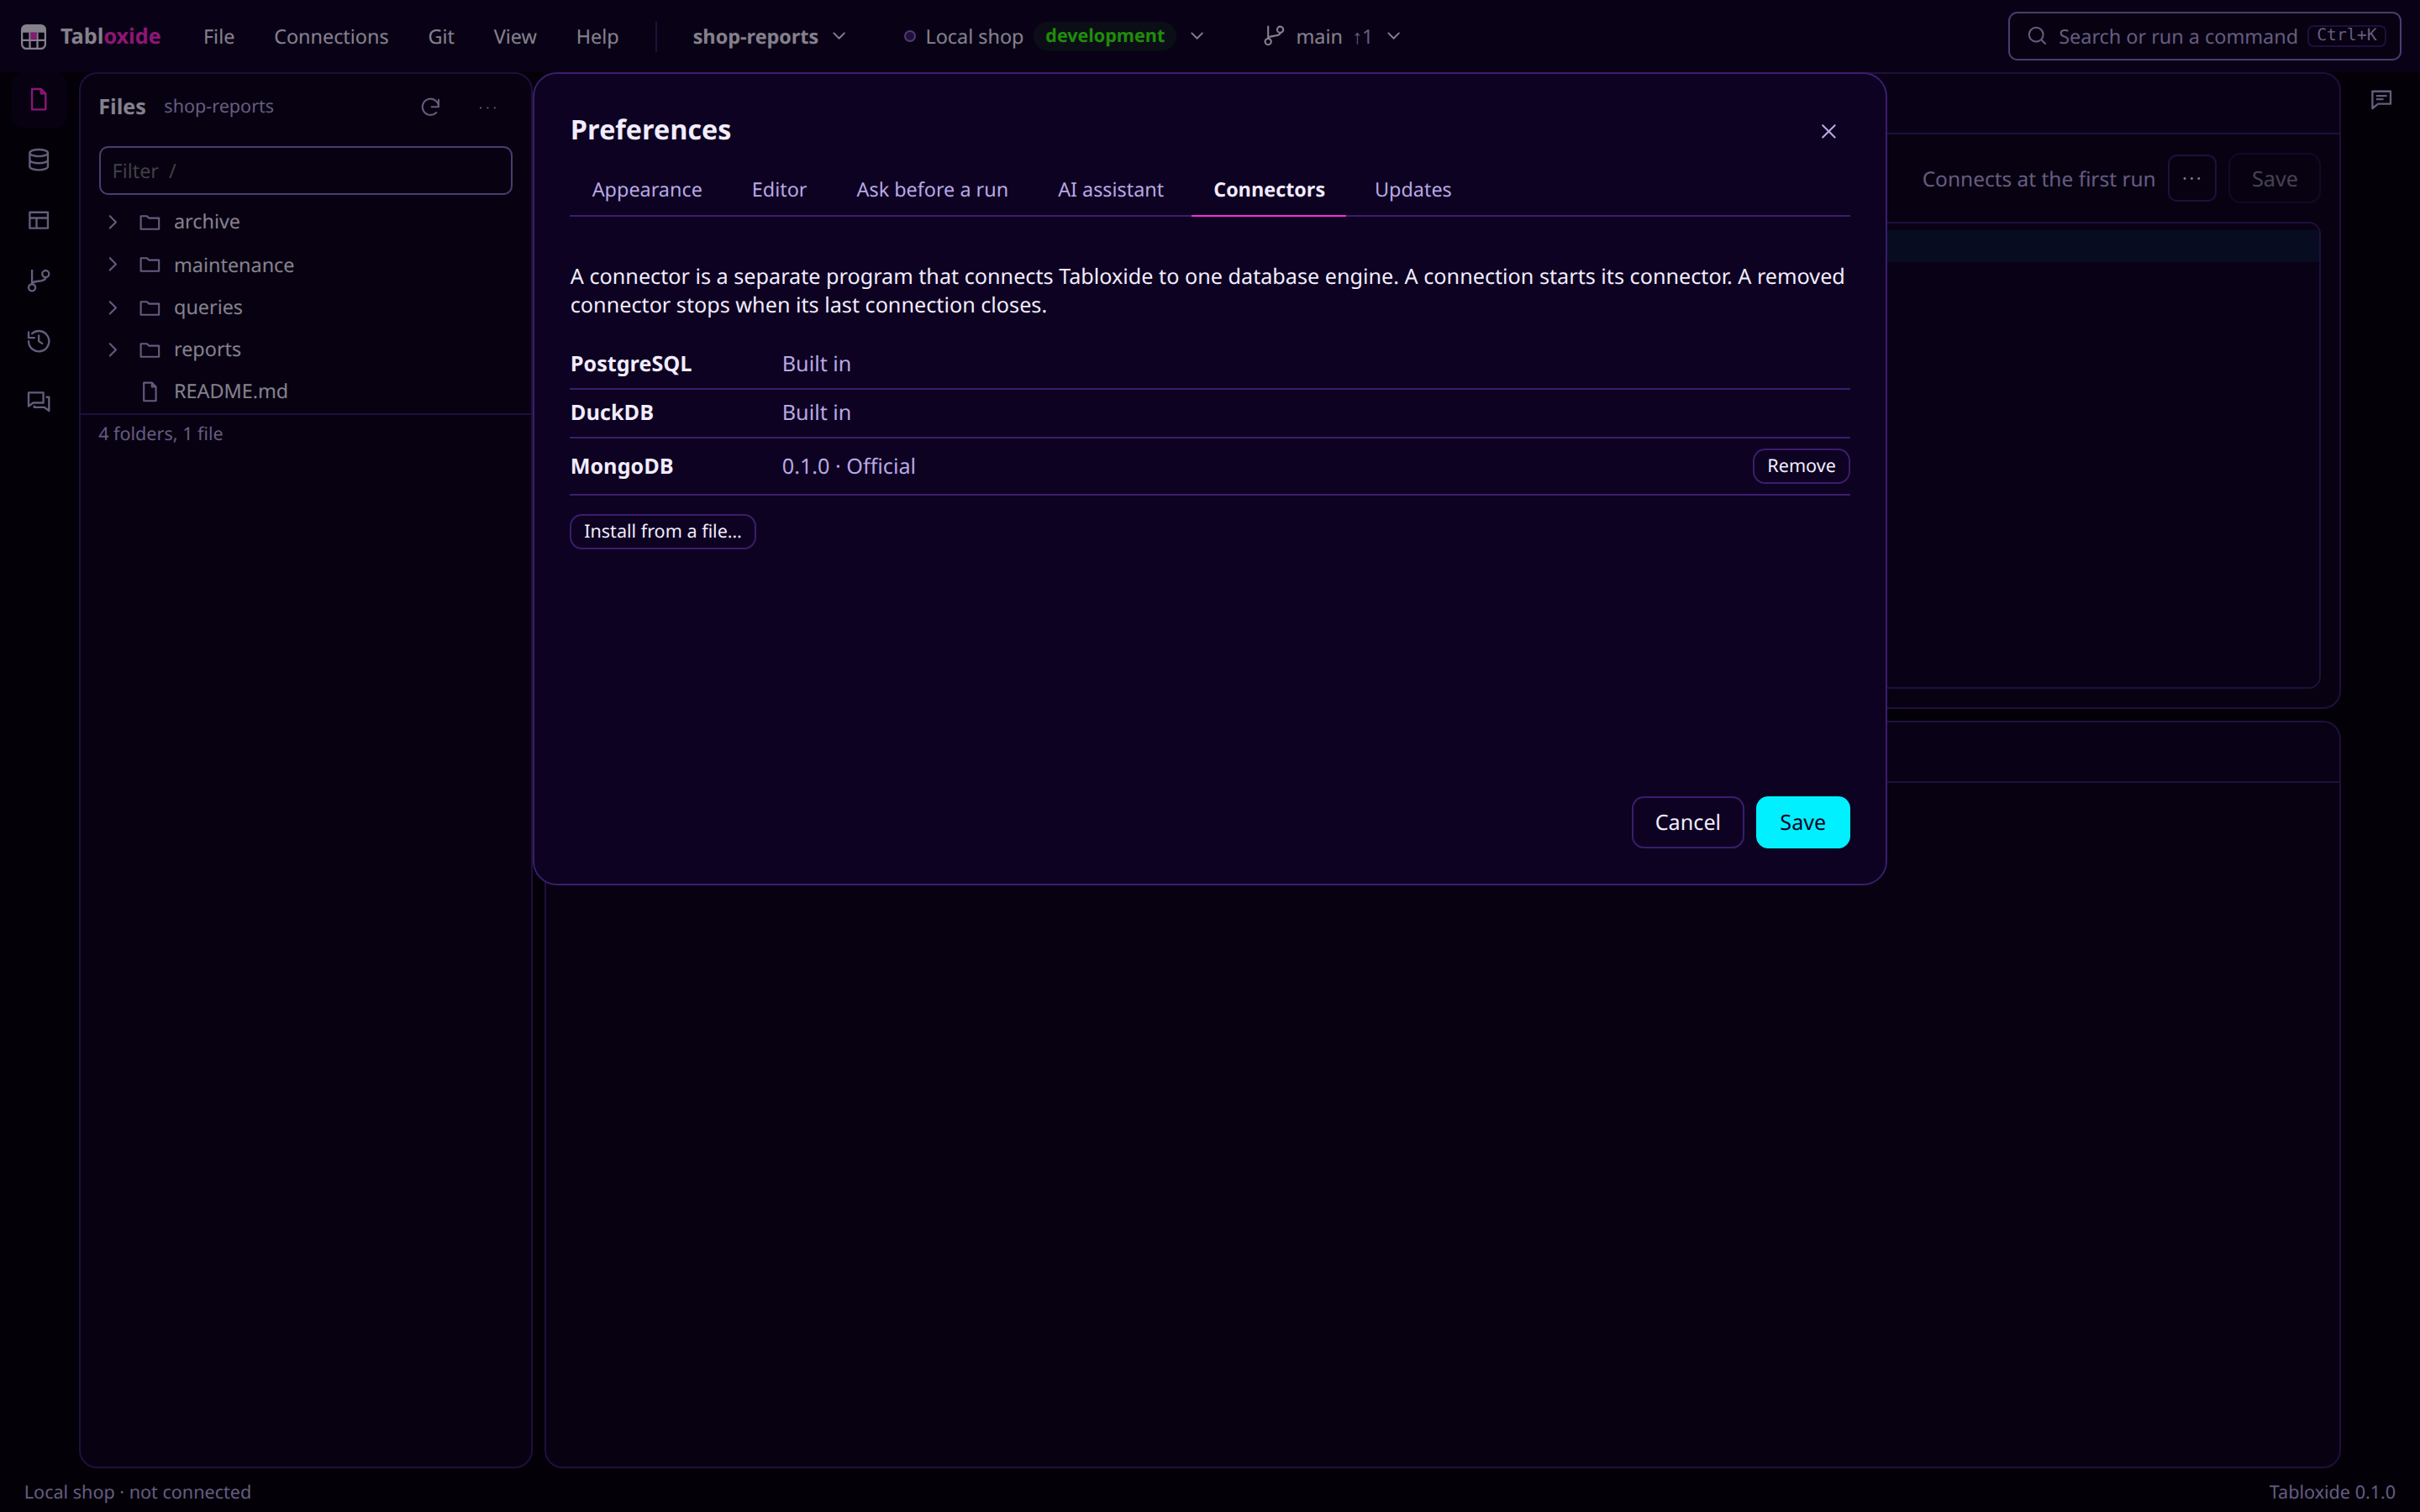 Tabloxide File Connections Git View Help shop-reports Local shop development main ↑1 Search or run a command Ctrl+K
Files shop-reports ···
Filter /
archive
maintenance
queries
reports
README.md
4 folders, 1 file
Preferences
Appearance Editor Ask before a run AI assistant Connectors Updates
A connector is a separate program that connects Tabloxide to one database engine. A connection starts its connector. A removed
connector stops when its last connection closes.
PostgreSQL Built in
DuckDB Built in
MongoDB 0.1.0 · Official Remove
Install from a file...
Cancel Save
Connects at the first run ··· Save
Local shop · not connected Tabloxide 0.1.0